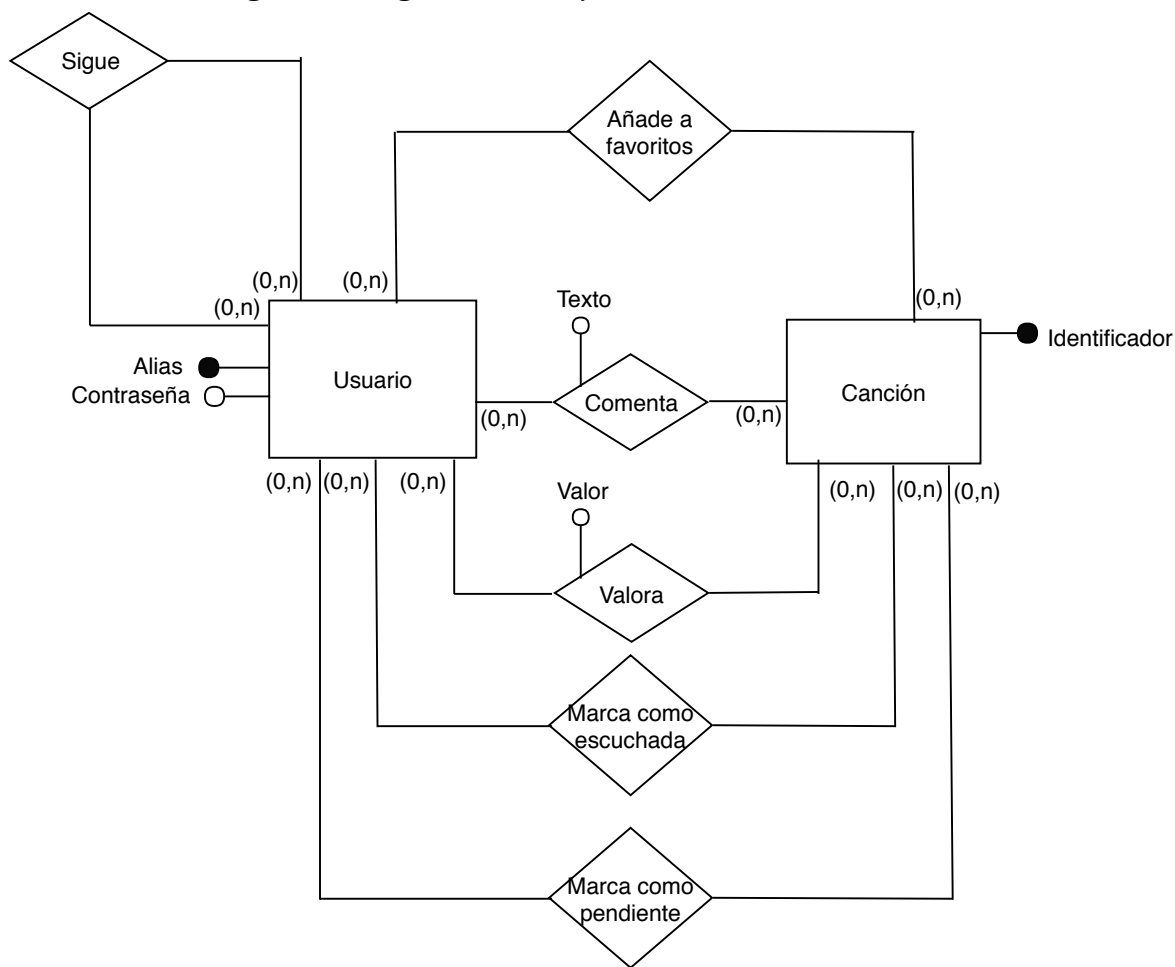 Sigue
Añade a
favoritos
(0,n)
(0,n)
(0,n)
(0,n)
Texto
Identificador
Alias
Contraseña
Usuario
(0,n)
Comenta
(0,n)
Canción
(0,n)
(0,n)
(0,n)
Valor
(0,n)
(0,n)
(0,n)
Valora
Marca como
escuchada
Marca como
pendiente